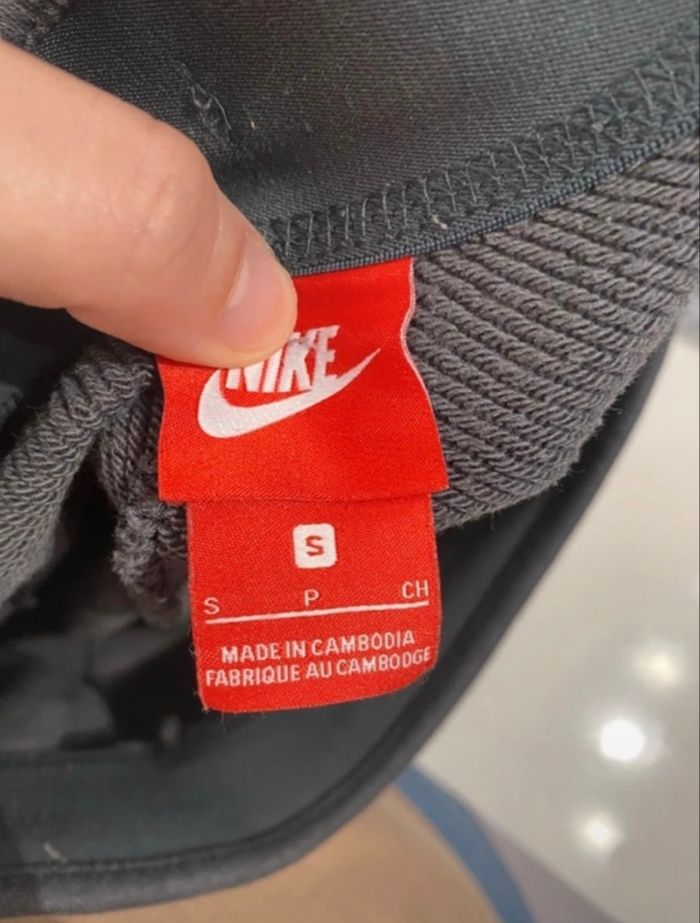 NIKE
S
S P CH
MADE IN CAMBODIA
FABRIQUE AU CAMBODGE